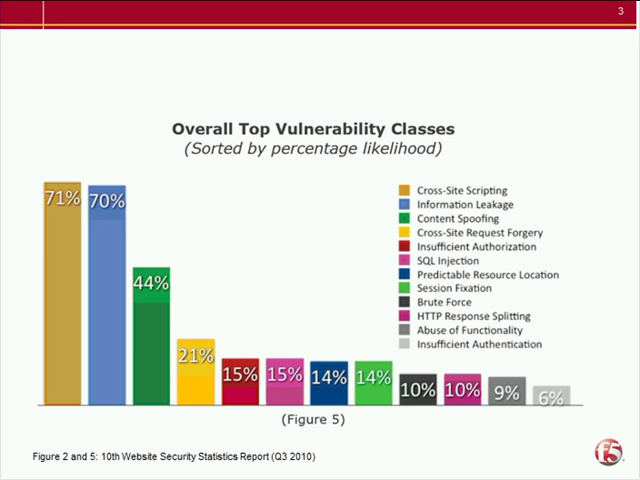 3
Overall Top Vulnerability Classes
(Sorted by percentage likelihood)
71%
70%
44%
21%
15%
15%
14%
14%
10%
10%
9%
6%
Cross-Site Scripting
Information Leakage
Content Spoofing
Cross-Site Request Forgery
Insufficient Authorization
SQL Injection
Predictable Resource Location
Session Fixation
Brute Force
HTTP Response Splitting
Abuse of Functionality
Insufficient Authentication
(Figure 5)
Figure 2 and 5: 10th Website Security Statistics Report (Q3 2010)
f5